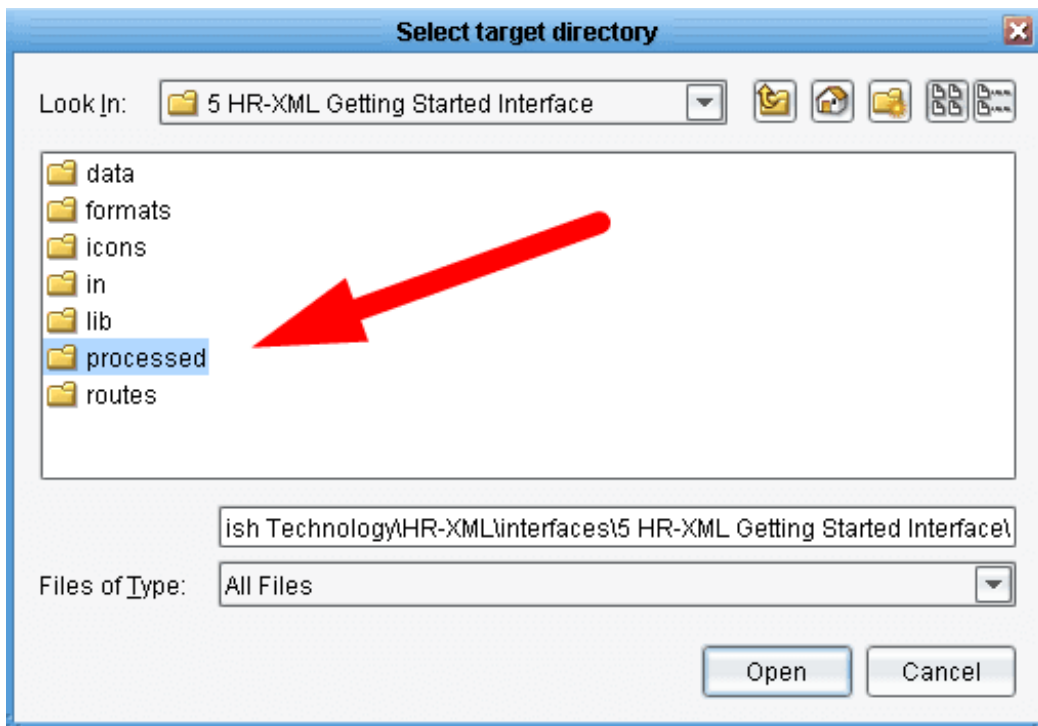 Select target directory
Look In: 5 HR-XML Getting Started Interface
data
formats
icons
in
lib
processed
routes
ish Technology\HR-XML\interfaces\5 HR-XML Getting Started Interface\
Files of Type: All Files
Open Cancel